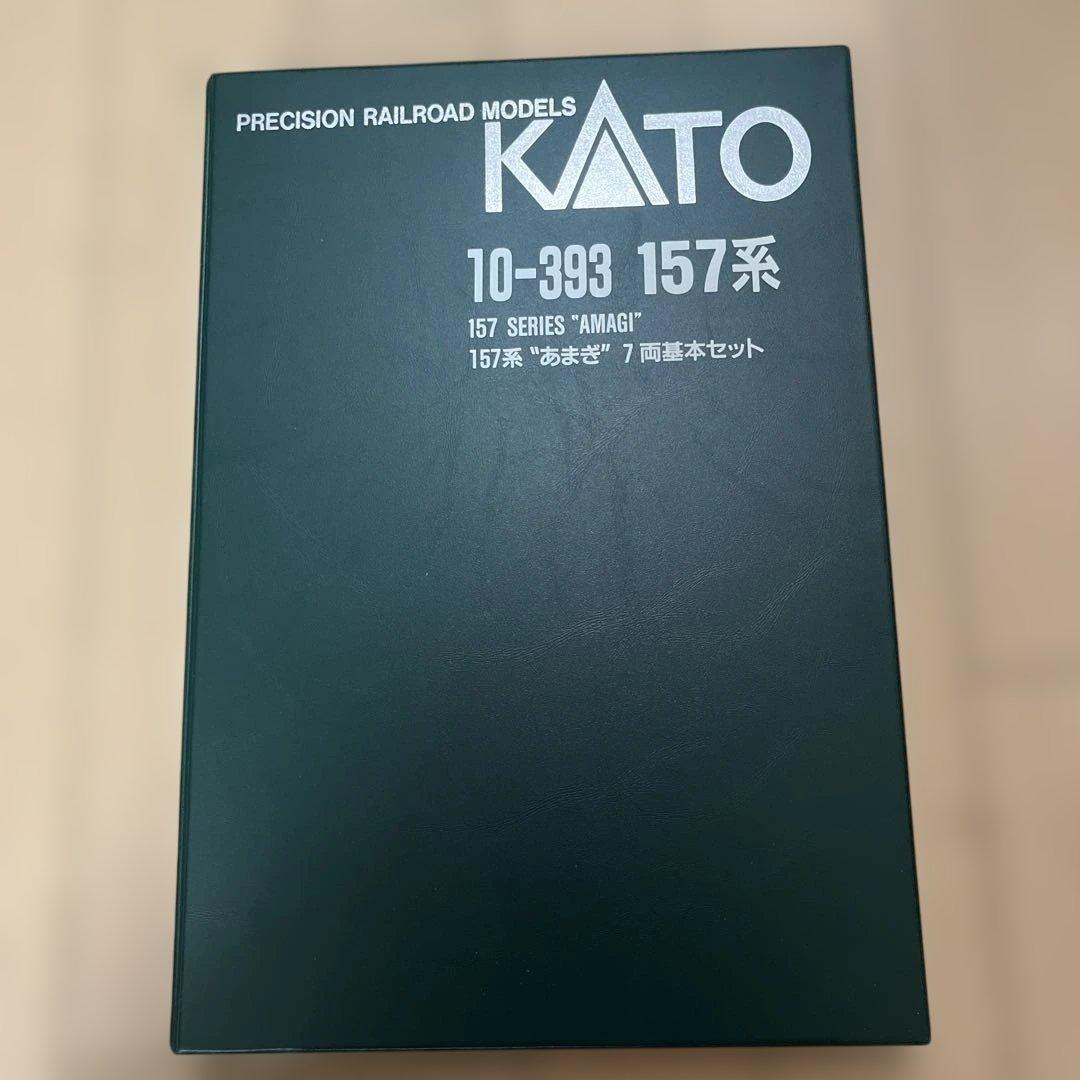 PRECISION RAILROAD MODELS
KATO
10-393 157系
157 SERIES "AMAGI"
157系 "あまぎ" 7両基本セット